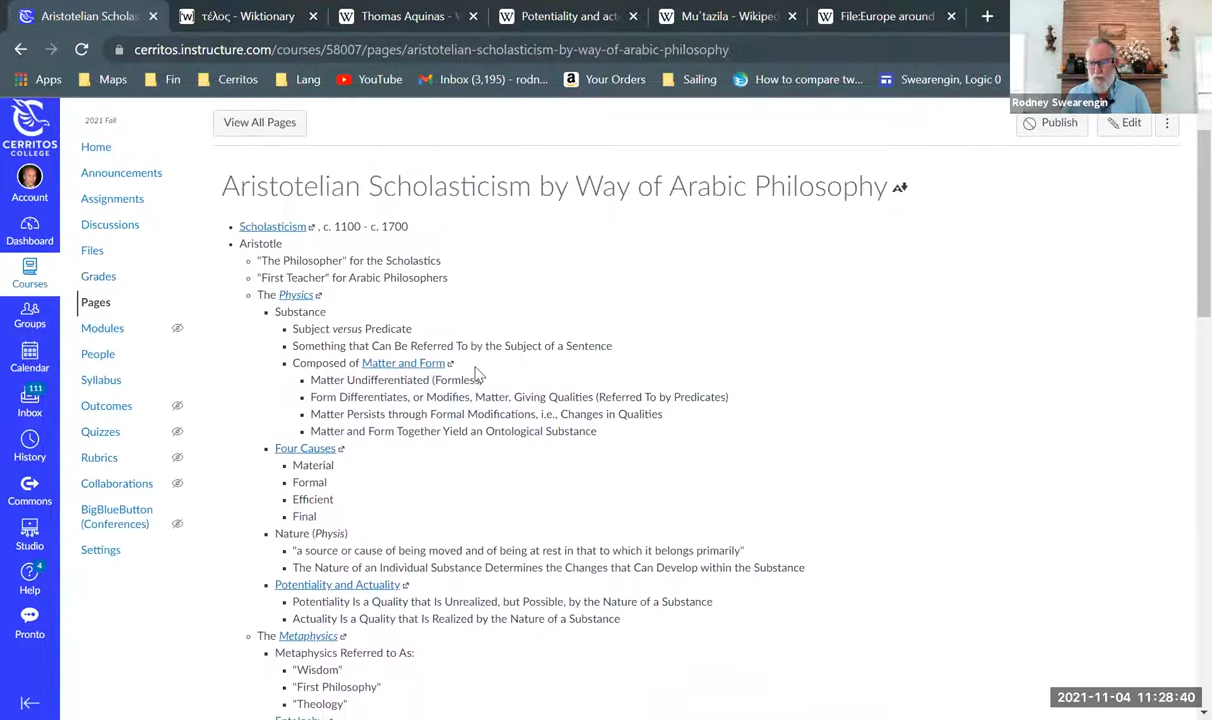 Aristotelian Scholas
τέλος - Wiktionary
Thomas Aquinas - W
Potentiality and act
Muʿtazila - Wikiped
File:Europe around
cerritos.instructure.com/courses/58007/pages/aristotelian-scholasticism-by-way-of-arabic-philosophy
Apps
Maps
Fin
Cerritos
Lang
YouTube
Inbox (3,195) - rodn...
Your Orders
Sailing
How to compare tw...
Swearengin, Logic 0
Rodney Swearengin
CERRITOS
COLLEGE
Account
Dashboard
Courses
Groups
Calendar
111
Inbox
History
Commons
Studio
4
Help
Pronto
2021 Fall
Home
Announcements
Assignments
Discussions
Files
Grades
Pages
Modules
People
Syllabus
Outcomes
Quizzes
Rubrics
Collaborations
BigBlueButton
(Conferences)
Settings
View All Pages
Publish
Edit
Aristotelian Scholasticism by Way of Arabic Philosophy
Scholasticism , c. 1100 - c. 1700
Aristotle
"The Philosopher" for the Scholastics
"First Teacher" for Arabic Philosophers
The Physics
Substance
Subject versus Predicate
Something that Can Be Referred To by the Subject of a Sentence
Composed of Matter and Form
Matter Undifferentiated (Formless)
Form Differentiates, or Modifies, Matter, Giving Qualities (Referred To by Predicates)
Matter Persists through Formal Modifications, i.e., Changes in Qualities
Matter and Form Together Yield an Ontological Substance
Four Causes
Material
Formal
Efficient
Final
Nature (Physis)
"a source or cause of being moved and of being at rest in that to which it belongs primarily"
The Nature of an Individual Substance Determines the Changes that Can Develop within the Substance
Potentiality and Actuality
Potentiality Is a Quality that Is Unrealized, but Possible, by the Nature of a Substance
Actuality Is a Quality that Is Realized by the Nature of a Substance
The Metaphysics
Metaphysics Referred to As:
"Wisdom"
"First Philosophy"
"Theology"
2021-11-04 11:28:40